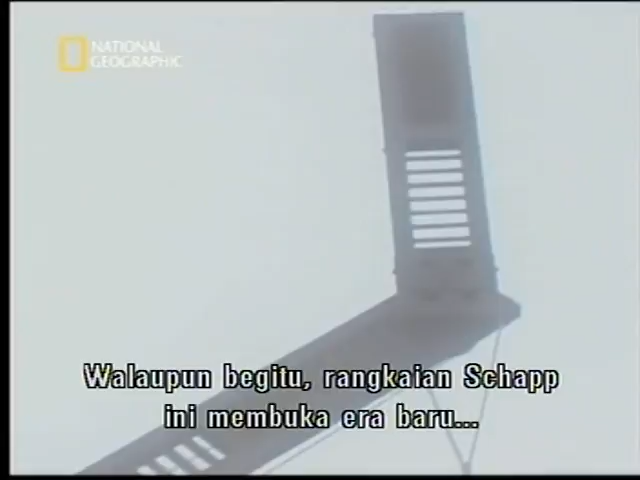 NATIONAL
GEOGRAPHIC
Walaupun begitu, rangkaian Schapp
ini membuka era baru...